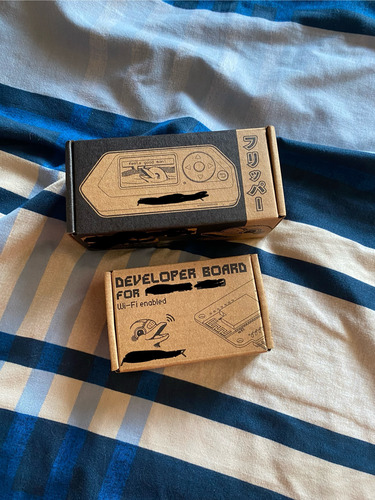 フリッパー
DEVELOPER BOARD
FOR
Wi-Fi enabled